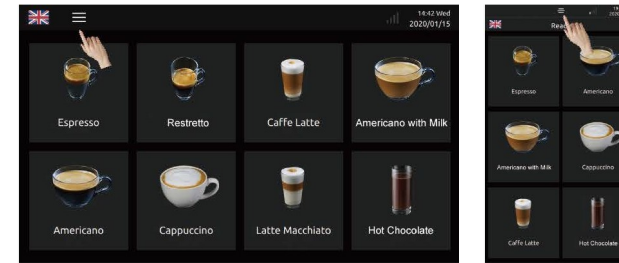 14:42 Wed
2020/01/15
Espresso
Restretto
Caffe Latte
Americano with Milk
Americano
Cappuccino
Latte Macchiato
Hot Chocolate
Espresso
Americano
Americano with Milk
Cappuccino
Caffe Latte
Hot Chocolate